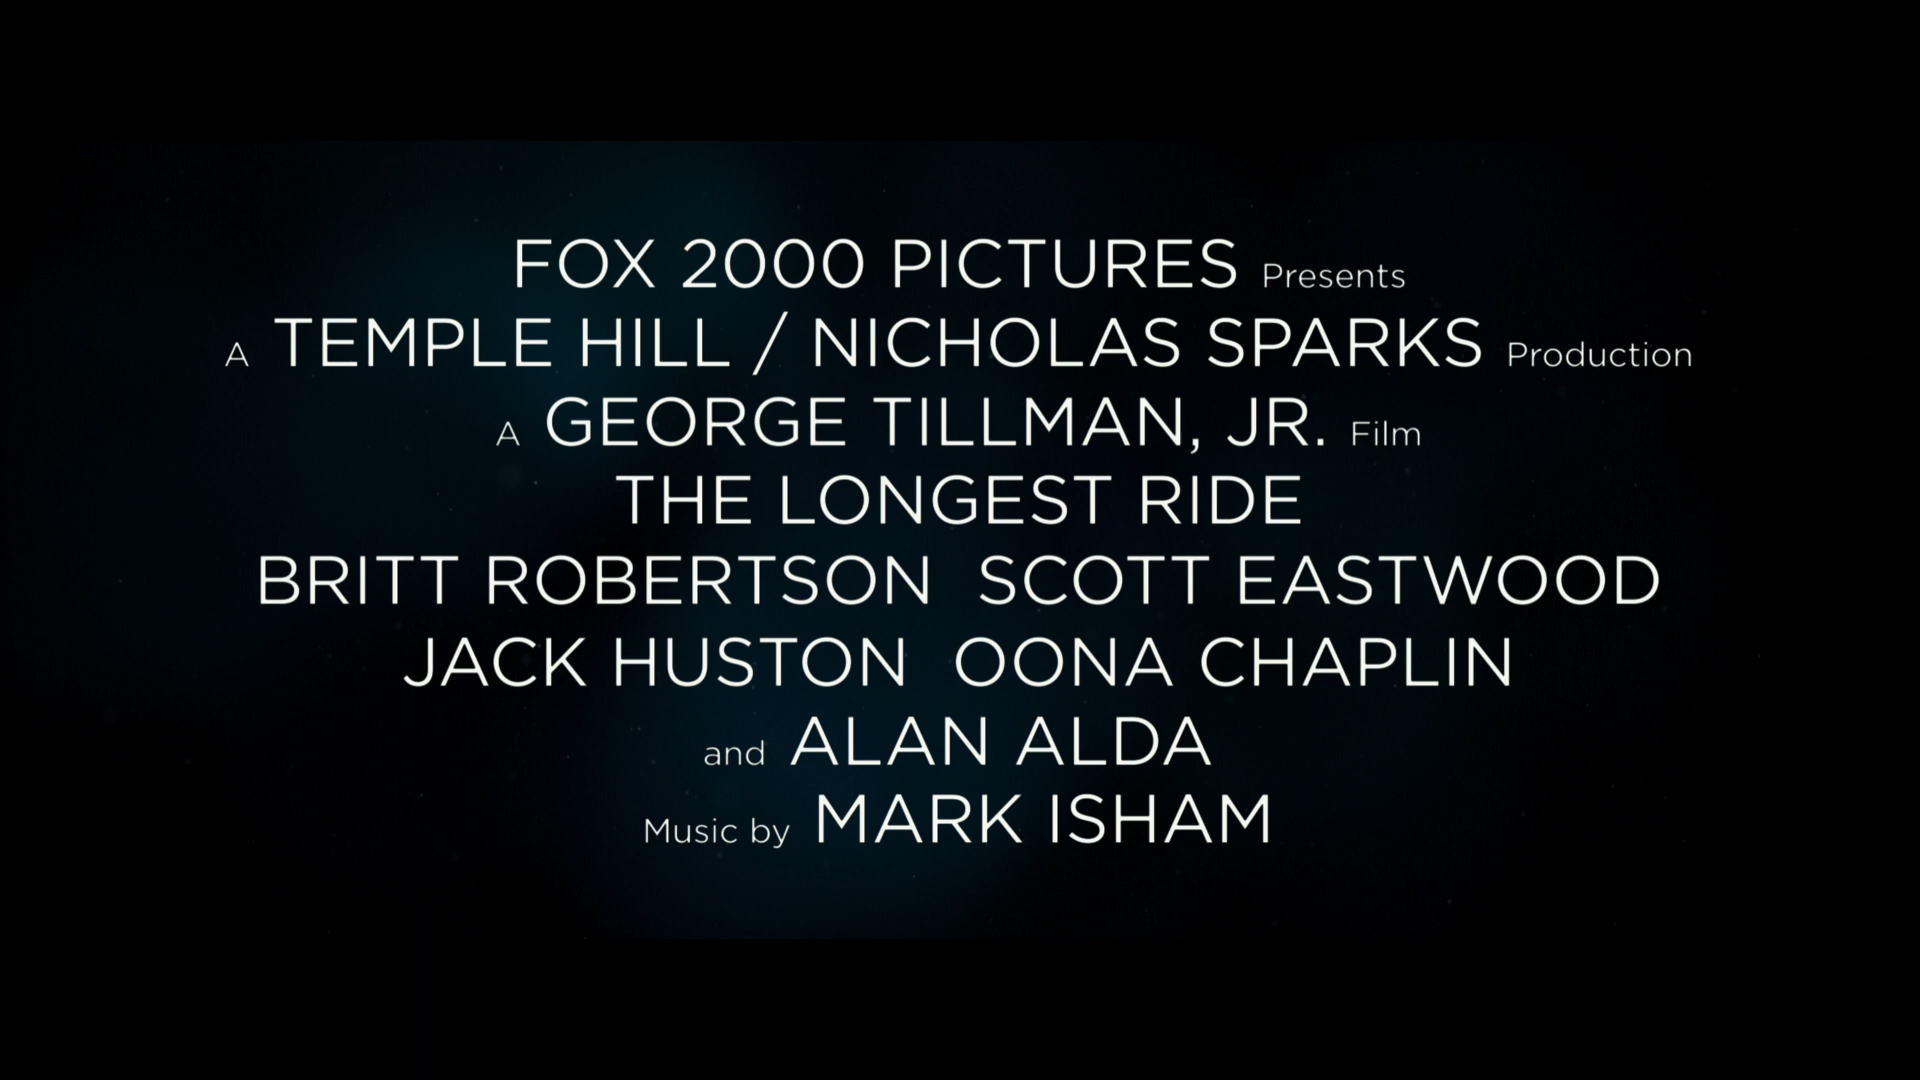 FOX 2000 PICTURES Presents
A TEMPLE HILL / NICHOLAS SPARKS Production
A GEORGE TILLMAN, JR. Film
THE LONGEST RIDE
BRITT ROBERTSON SCOTT EASTWOOD
JACK HUSTON OONA CHAPLIN
and ALAN ALDA
Music by MARK ISHAM